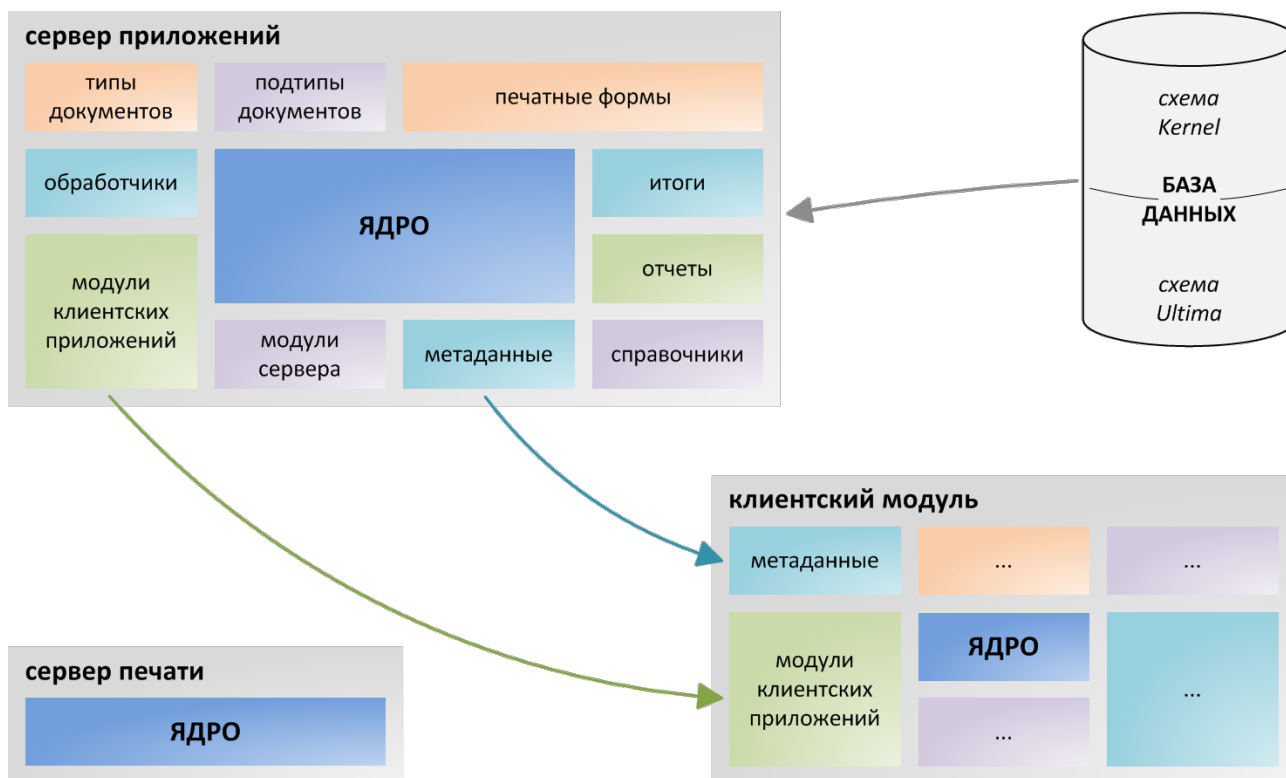 сервер приложений
типы
документов
подтипы
документов
печатные формы
обработчики
ЯДРО
итоги
модули
клиентских
приложений
отчеты
модули
сервера
метаданные
справочники
схема
Kernel
БАЗА
ДАННЫХ
схема
Ultima
клиентский модуль
метаданные
...
...
модули
клиентских
приложений
ЯДРО
...
...
сервер печати
ЯДРО